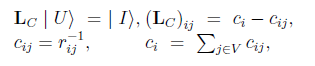 L_C | U⟩ = | I⟩, (L_C)_{ij} = c_i − c_{ij},
c_{ij} = r_{ij}^{-1}, c_i = ∑_{j∈V} c_{ij},